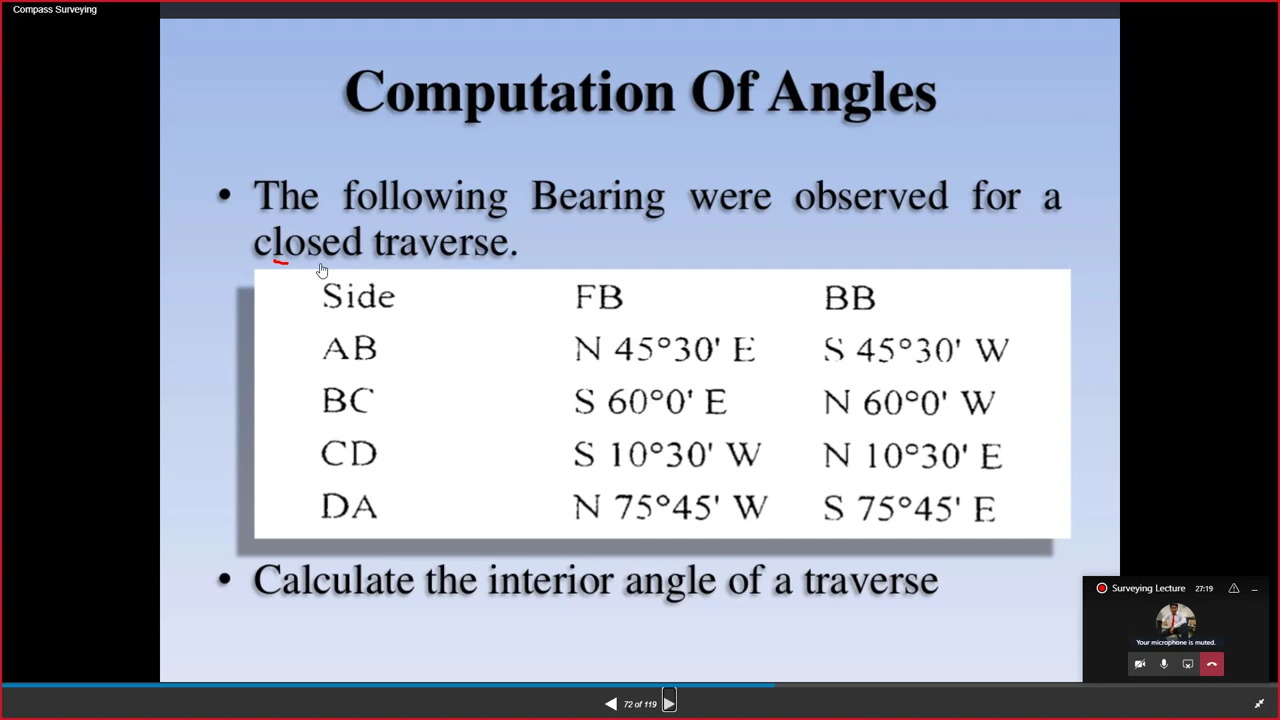 Compass Surveying
Computation Of Angles
• The following Bearing were observed for a
closed traverse.
Side FB BB
AB N 45°30' E S 45°30' W
BC S 60°0' E N 60°0' W
CD S 10°30' W N 10°30' E
DA N 75°45' W S 75°45' E
• Calculate the interior angle of a traverse
Surveying Lecture 27:19
Your microphone is muted.
72 of 119